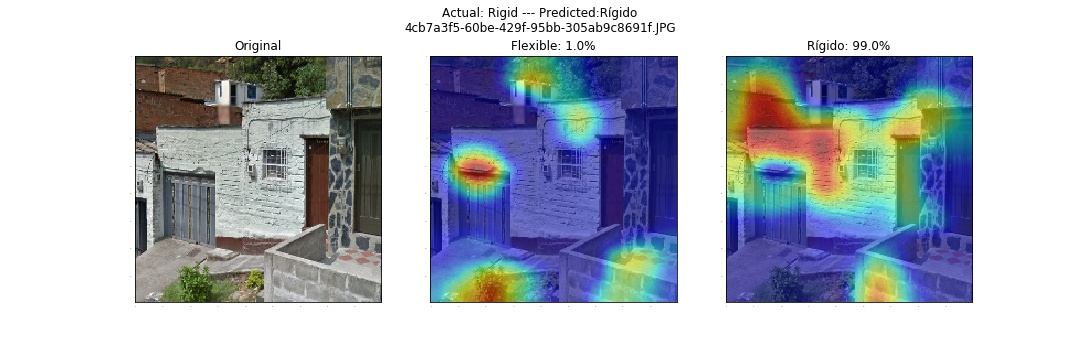 Actual: Rigid --- Predicted:Rígido
4cb7a3f5-60be-429f-95bb-305ab9c8691f.JPG
Original
Flexible: 1.0%
Rígido: 99.0%